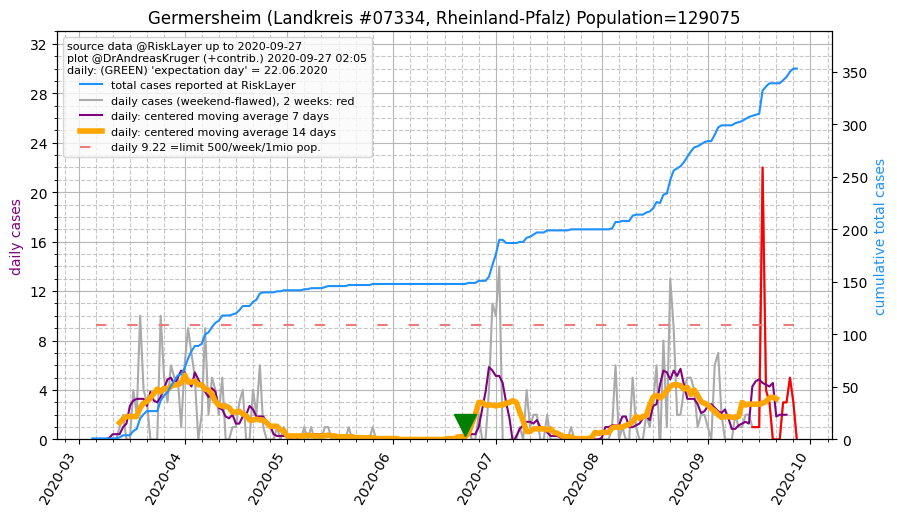 Germersheim (Landkreis #07334, Rheinland-Pfalz) Population=129075
source data @RiskLayer up to 2020-09-27
plot @DrAndreasKruger (+contrib.) 2020-09-27 02:05
daily: (GREEN) 'expectation day' = 22.06.2020
total cases reported at RiskLayer
daily cases (weekend-flawed), 2 weeks: red
daily: centered moving average 7 days
daily: centered moving average 14 days
daily 9.22 =limit 500/week/1mio pop.
daily cases
32
28
24
20
16
12
8
4
0
cumulative total cases
350
300
250
200
150
100
50
0
2020-03
2020-04
2020-05
2020-06
2020-07
2020-08
2020-09
2020-10